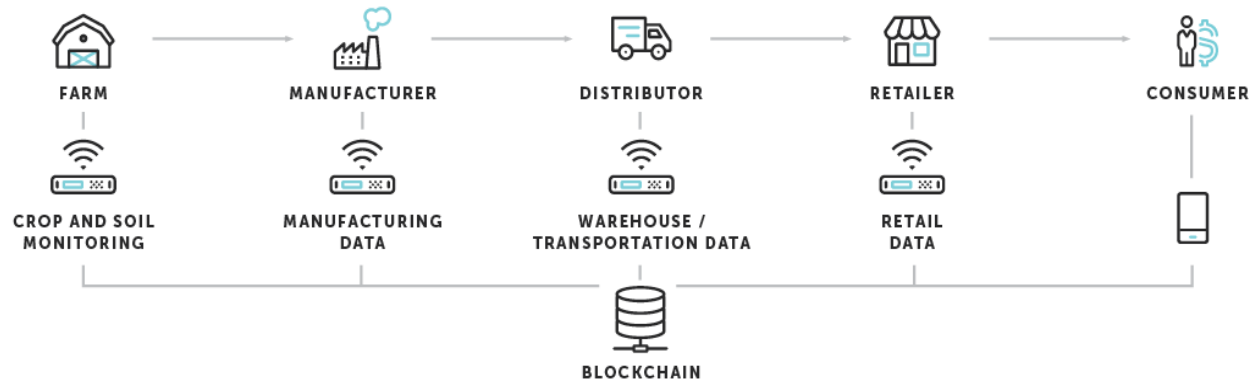 FARM
MANUFACTURER
DISTRIBUTOR
RETAILER
CONSUMER
CROP AND SOIL
MONITORING
MANUFACTURING
DATA
WAREHOUSE /
TRANSPORTATION DATA
RETAIL
DATA
BLOCKCHAIN